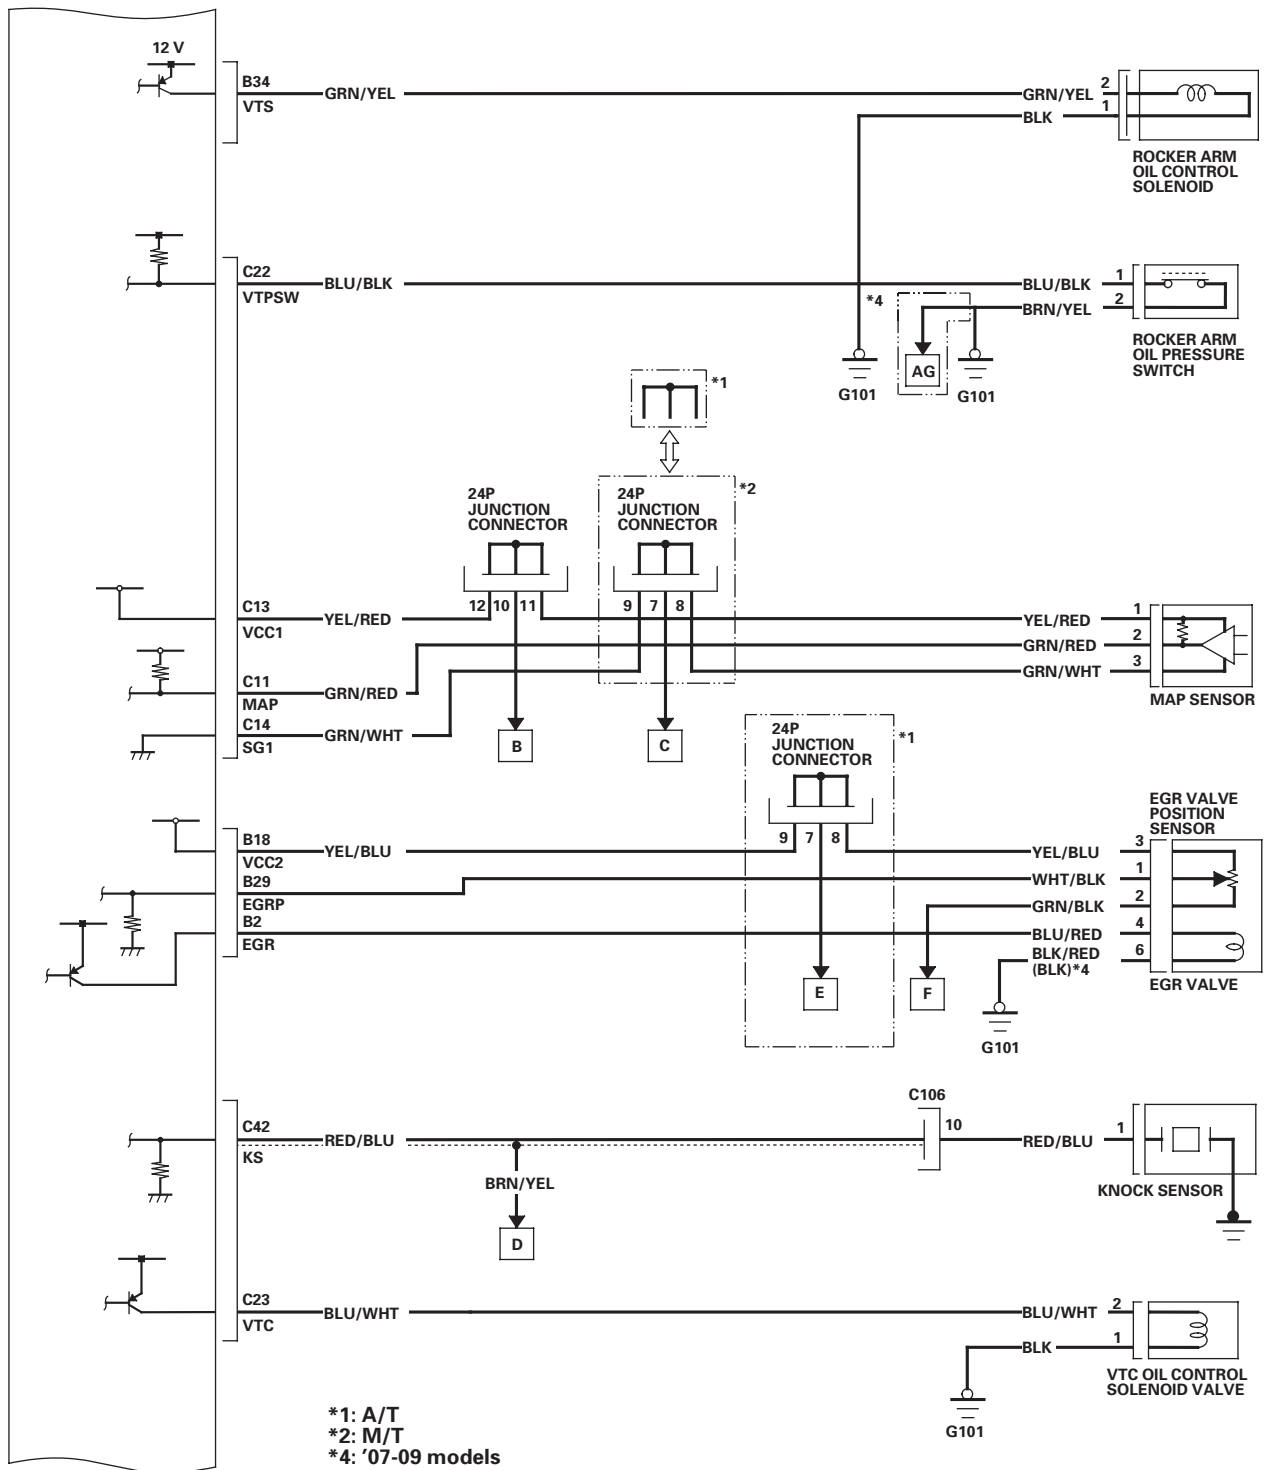 12 V
B34
VTS
GRN/YEL
GRN/YEL
2
1
BLK
ROCKER ARM
OIL CONTROL
SOLENOID
C22
VTPSW
BLU/BLK
BLU/BLK
1
BRN/YEL
2
*4
AG
G101
G101
ROCKER ARM
OIL PRESSURE
SWITCH
*1
24P
JUNCTION
CONNECTOR
24P
JUNCTION
CONNECTOR
*2
12 10 11
9 7 8
C13
VCC1
YEL/RED
YEL/RED
1
GRN/RED
2
GRN/WHT
3
C11
MAP
GRN/RED
C14
SG1
GRN/WHT
MAP SENSOR
B
C
24P
JUNCTION
CONNECTOR
*1
9 7 8
EGR VALVE
POSITION
SENSOR
B18
VCC2
YEL/BLU
YEL/BLU
3
B29
EGRP
WHT/BLK
1
GRN/BLK
2
B2
EGR
BLU/RED
4
BLK/RED
(BLK)*4
6
EGR VALVE
E
F
G101
C106
C42
KS
RED/BLU
10
RED/BLU
1
BRN/YEL
D
KNOCK SENSOR
C23
VTC
BLU/WHT
BLU/WHT
2
BLK
1
G101
VTC OIL CONTROL
SOLENOID VALVE
*1: A/T
*2: M/T
*4: ’07-09 models